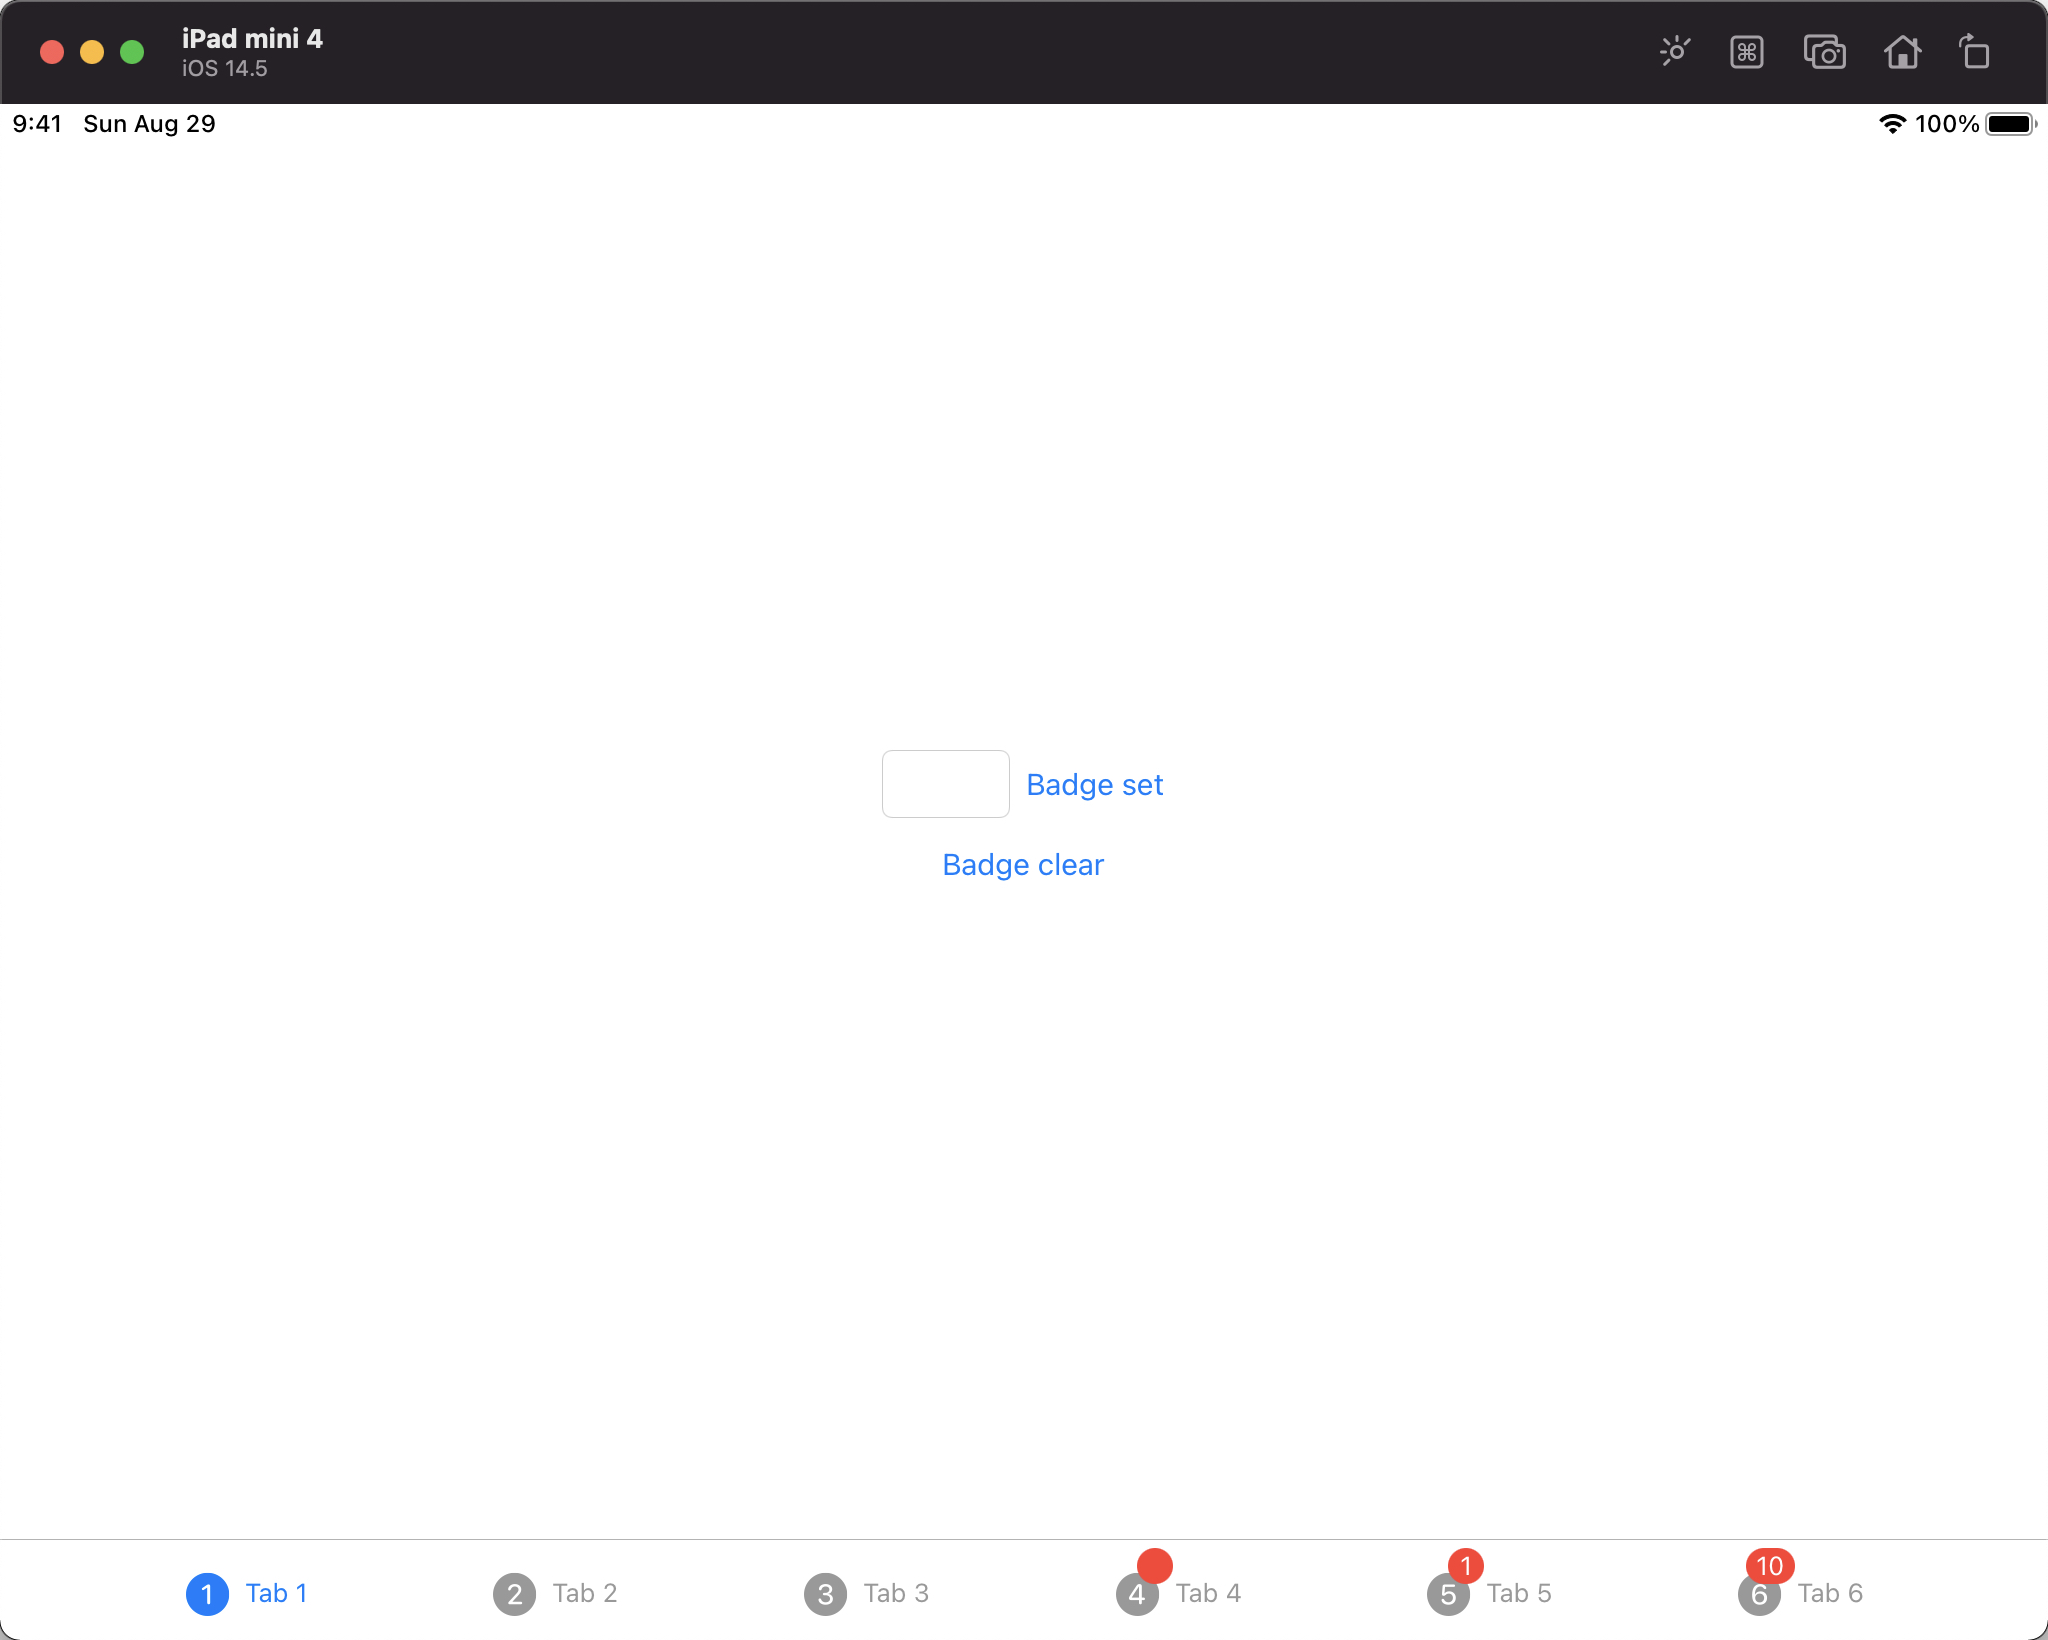 iPad mini 4
iOS 14.5
9:41 Sun Aug 29 100%
Badge set
Badge clear
1 10
1 Tab 1 2 Tab 2 3 Tab 3 4 Tab 4 5 Tab 5 6 Tab 6